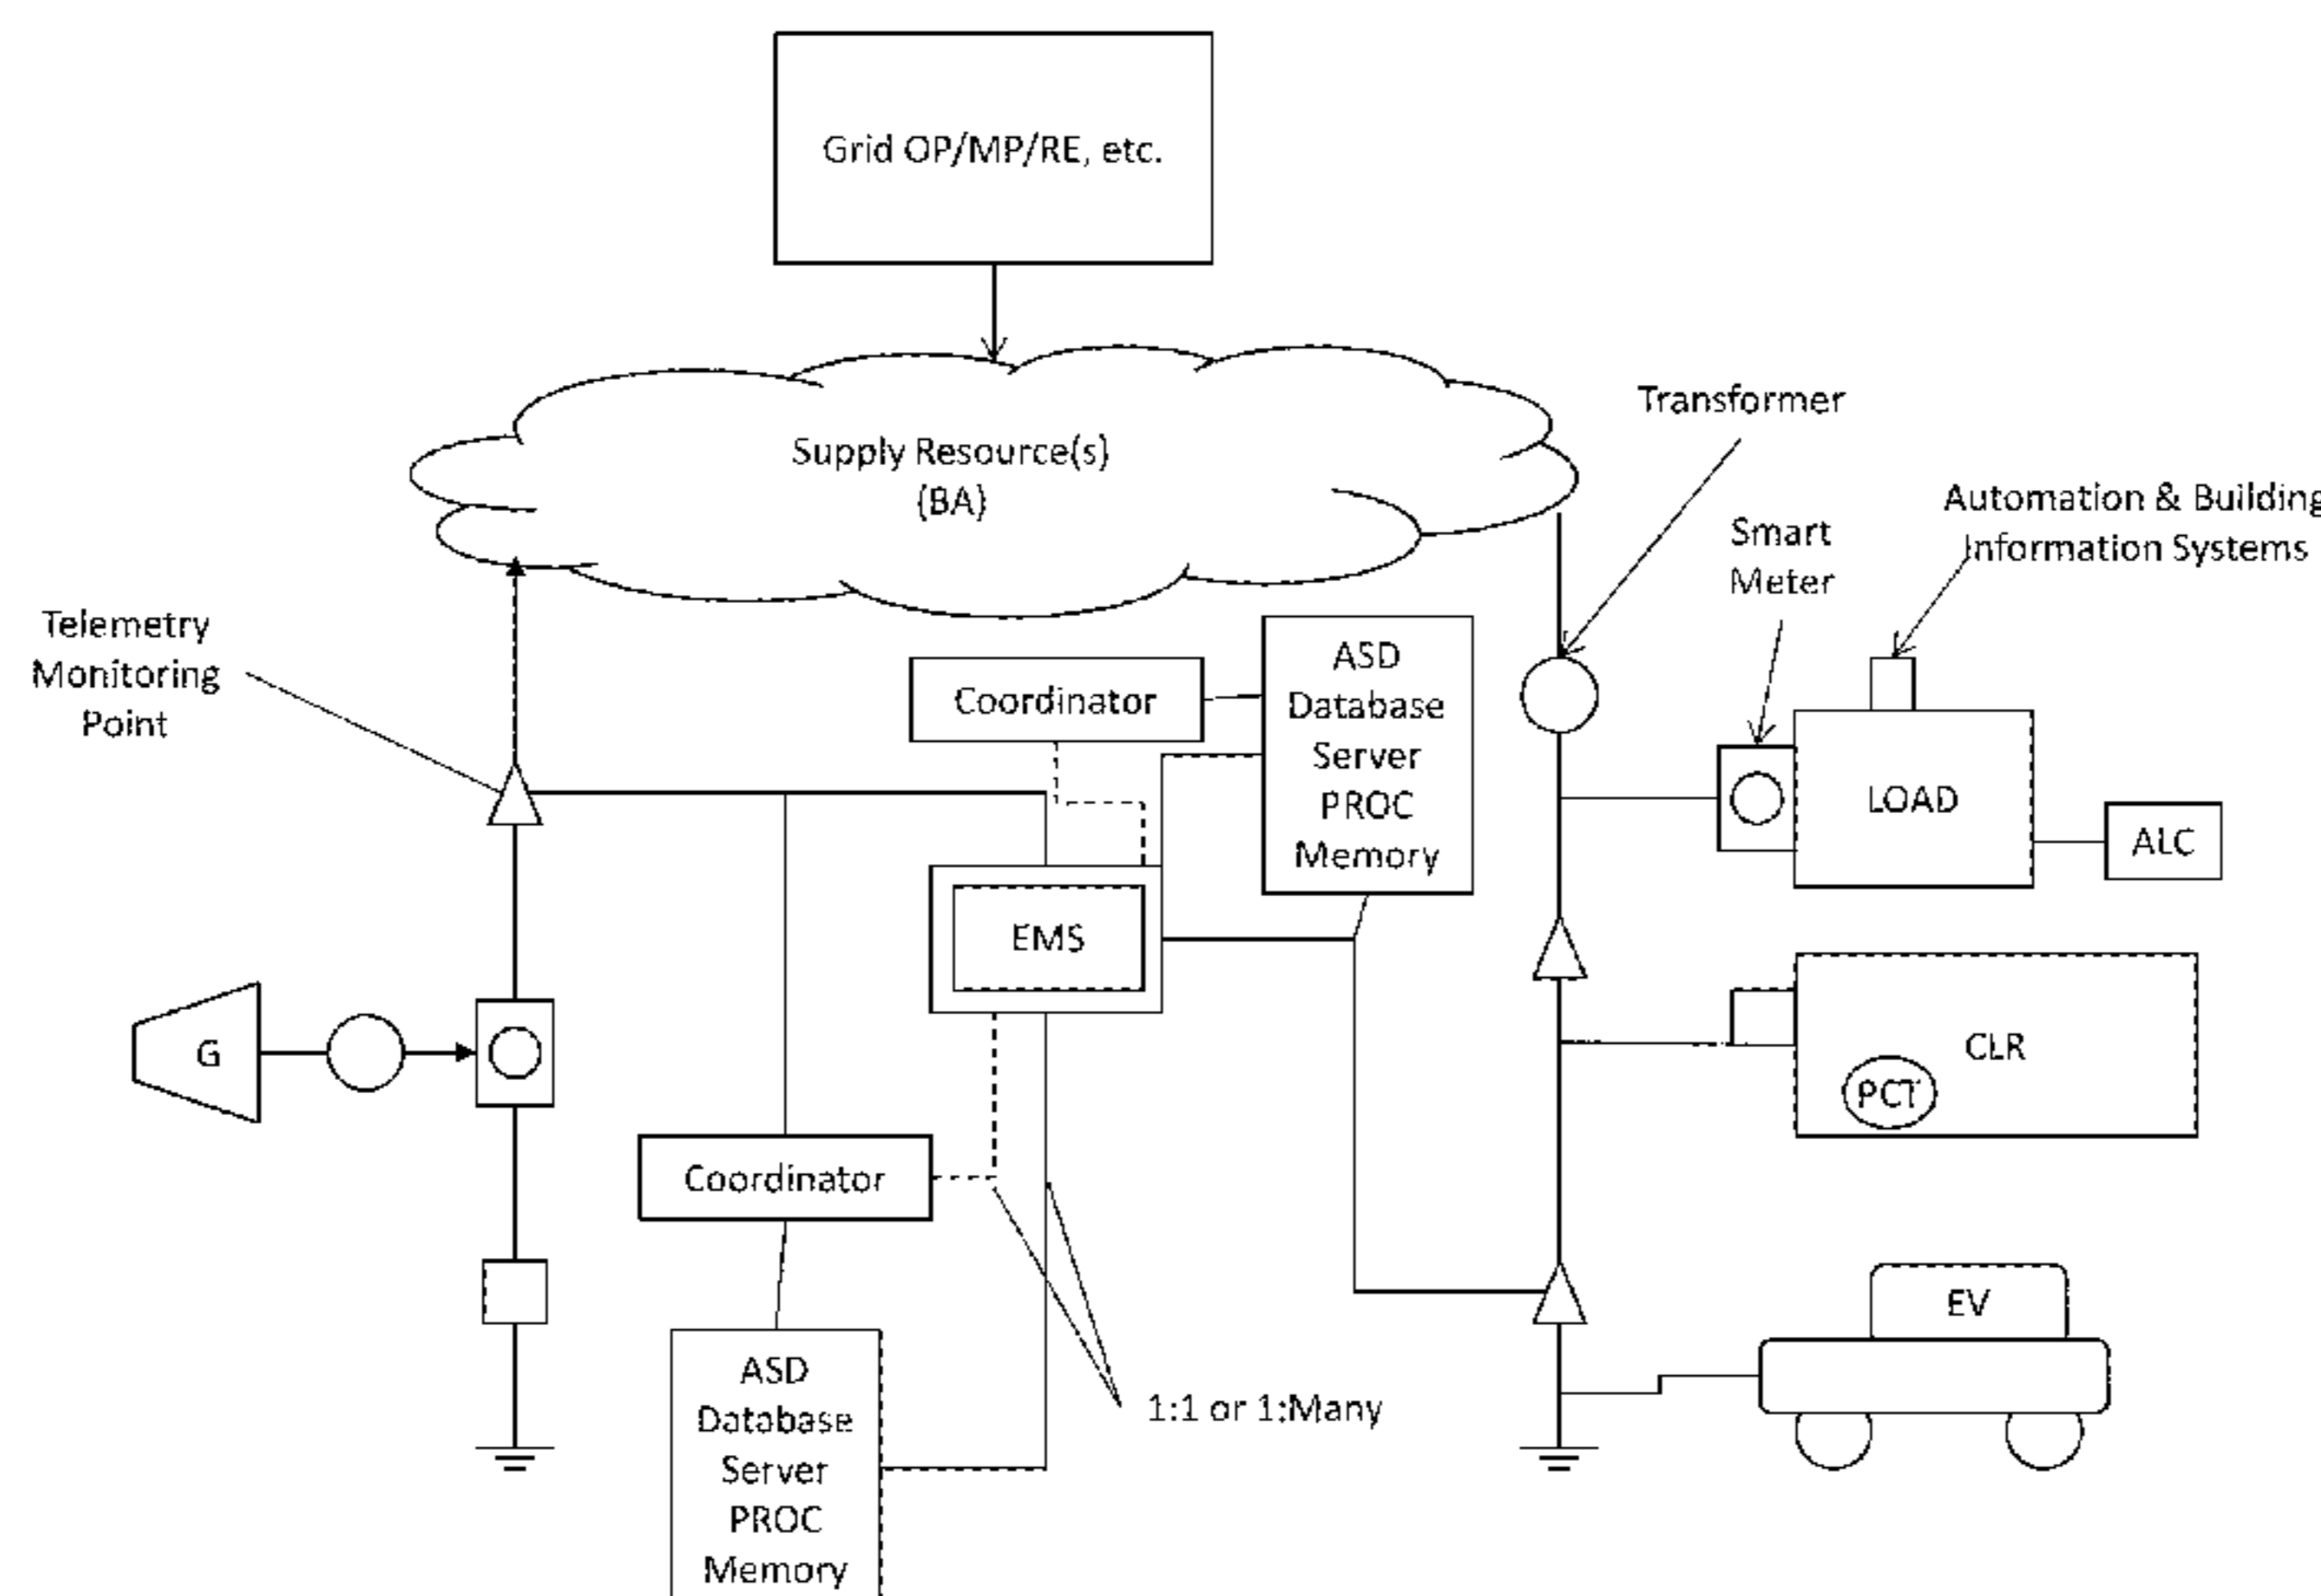 Grid OP/MP/RE, etc.
Supply Resource(s)
(BA)
Transformer
Automation & Building
Information Systems
Smart
Meter
Telemetry
Monitoring
Point
Coordinator
ASD
Database
Server
PROC
Memory
LOAD
ALC
EMS
G
CLR
PCT
Coordinator
EV
ASD
Database
Server
PROC
Memory
1:1 or 1:Many